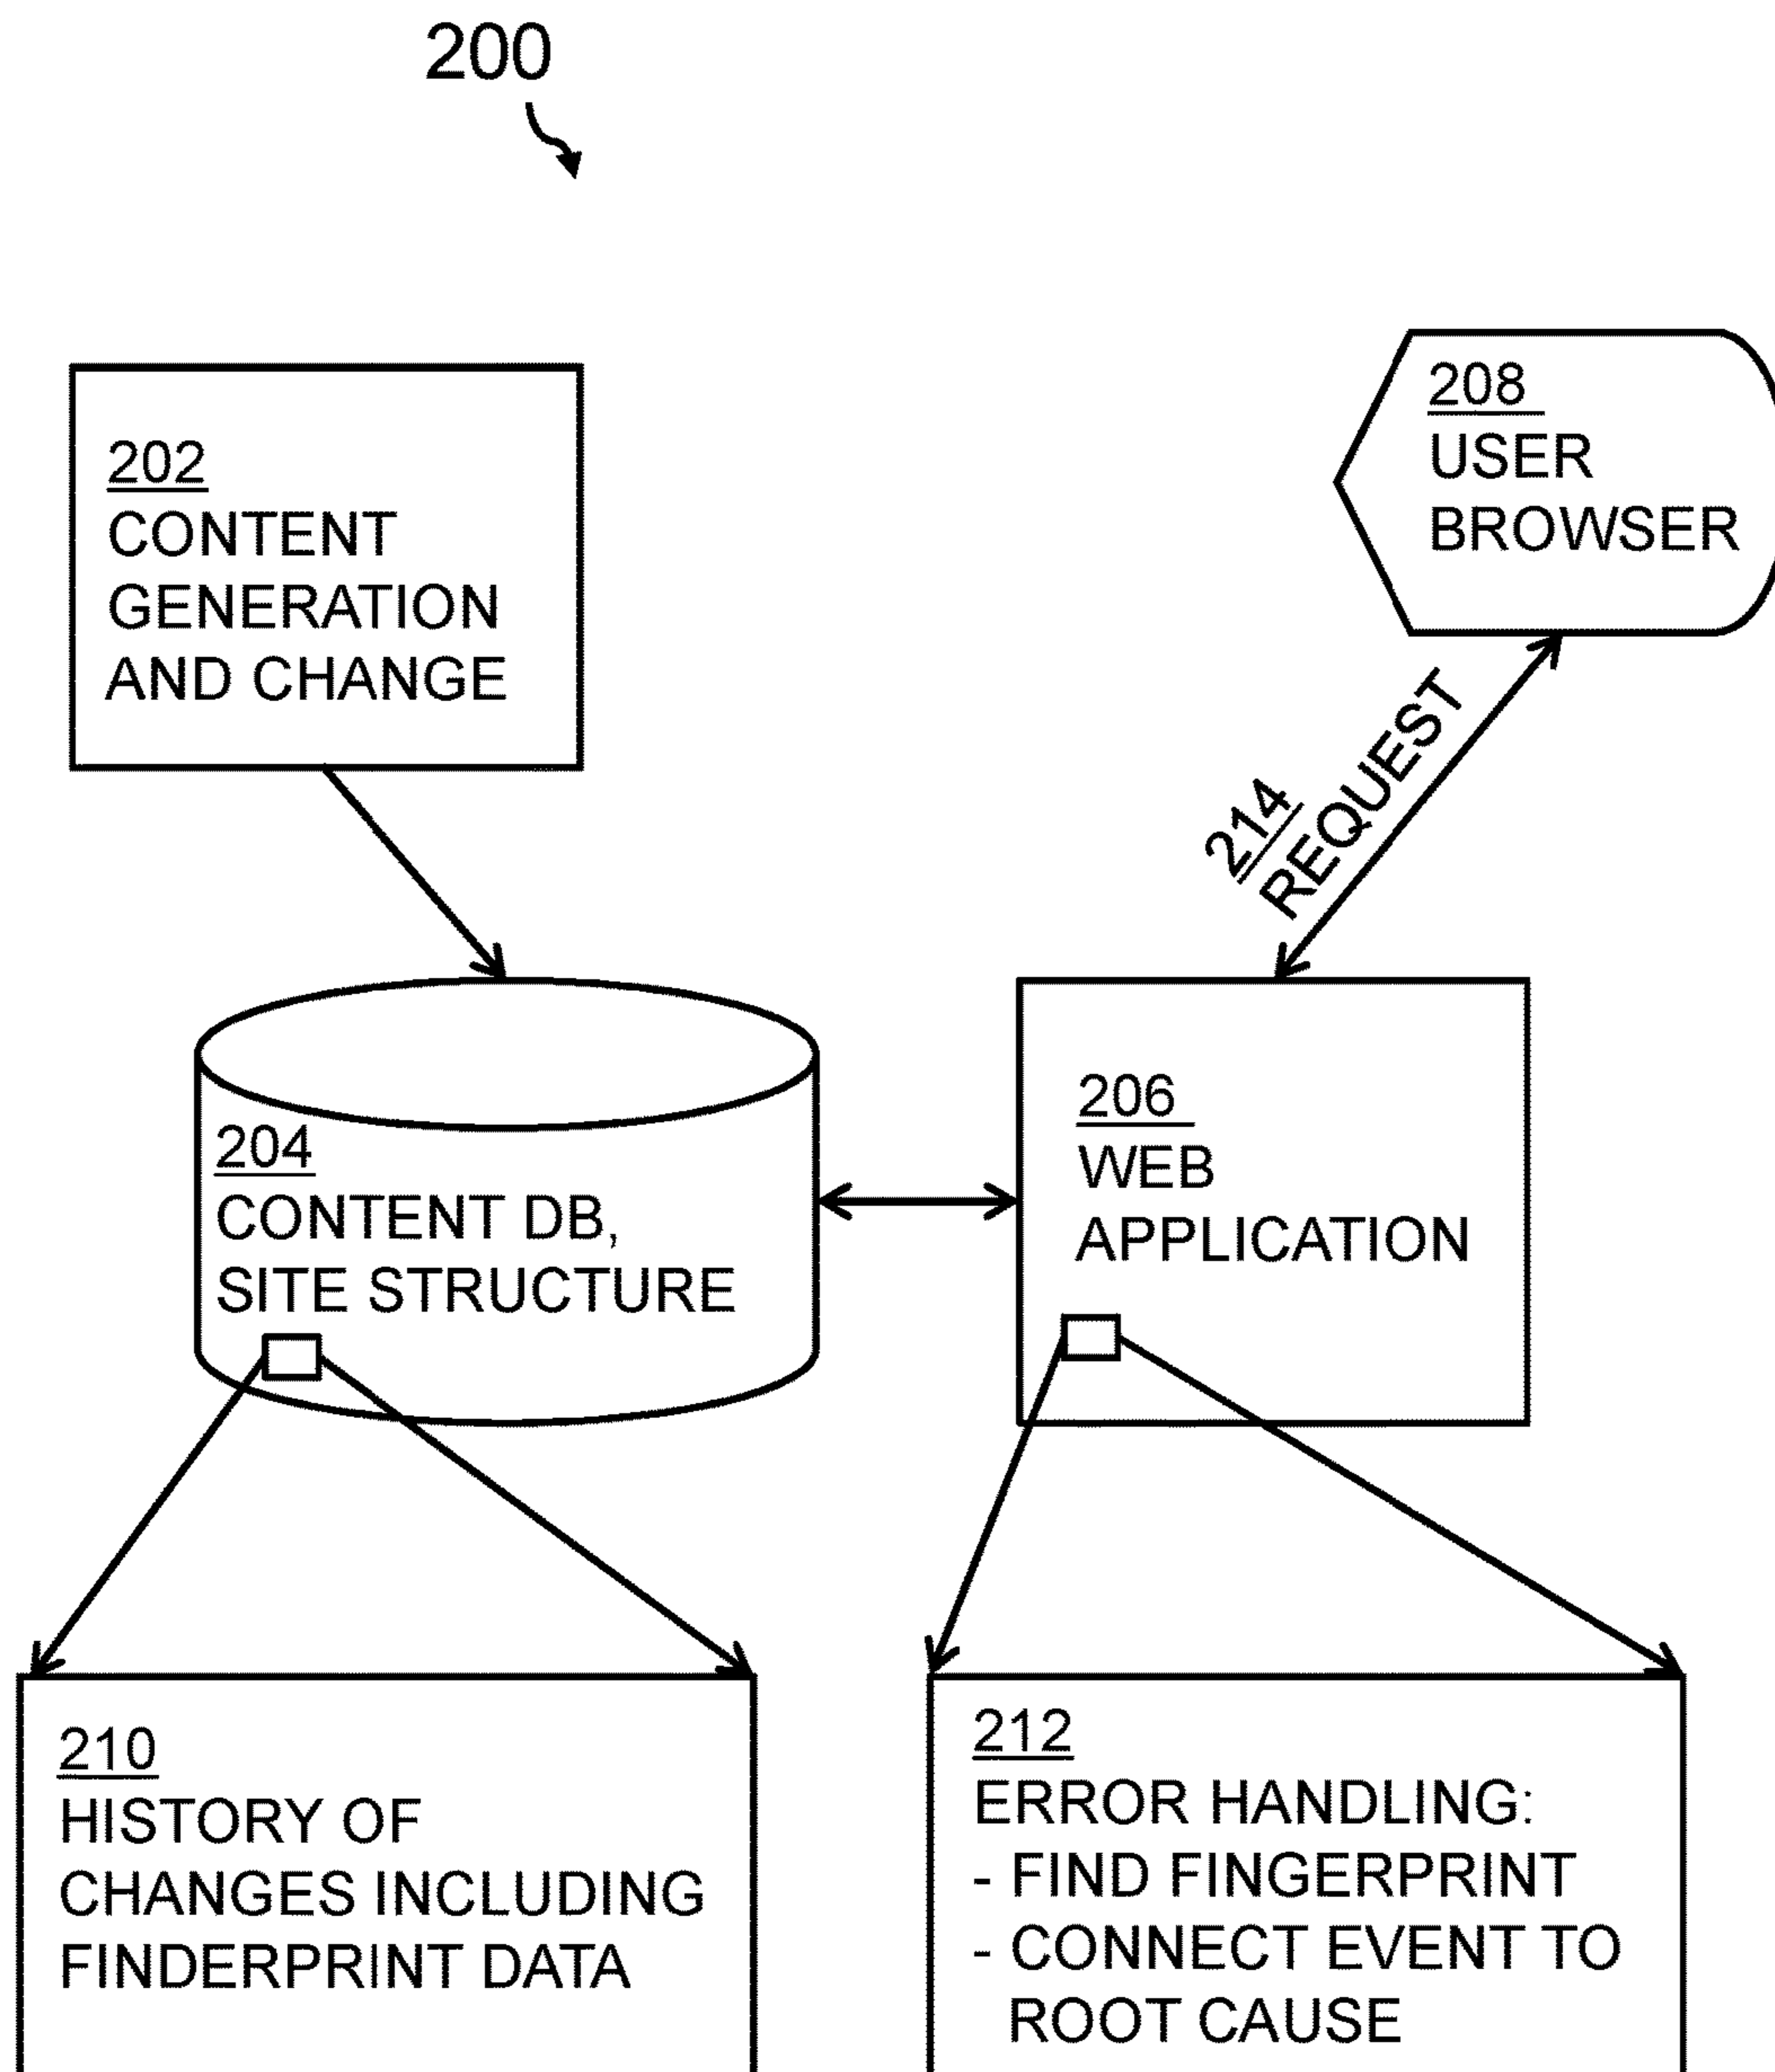 200
202
CONTENT
GENERATION
AND CHANGE
208
USER
BROWSER
214
REQUEST
204
CONTENT DB,
SITE STRUCTURE
206
WEB
APPLICATION
210
HISTORY OF
CHANGES INCLUDING
FINDERPRINT DATA
212
ERROR HANDLING:
- FIND FINGERPRINT
- CONNECT EVENT TO
ROOT CAUSE